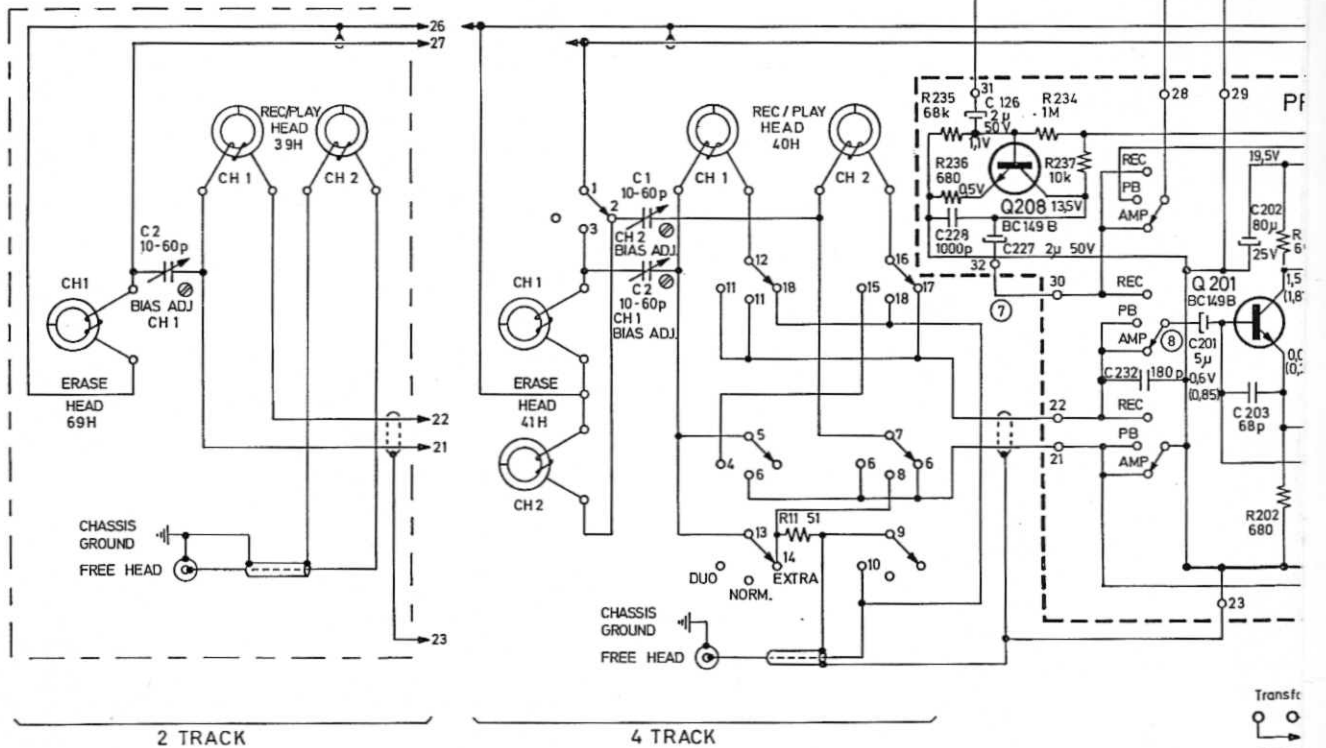 26
27
REC/PLAY
HEAD
39H
CH 1
CH 2
C 2
10-60p
BIAS ADJ
CH 1
CH1
ERASE
HEAD
69H
22
21
CHASSIS
GROUND
FREE HEAD
23
2 TRACK
REC / PLAY
HEAD
40H
CH 1
CH 2
1
2
3
C 1
10-60p
CH 2
BIAS ADJ.
C 2
10-60p
CH 1
BIAS ADJ.
CH 1
ERASE
HEAD
41H
CH 2
12
11
11
18
16
15
18
17
5
4
6
7
6
8
6
13
R11 51
14
9
10
DUO
NORM.
EXTRA
CHASSIS
GROUND
FREE HEAD
4 TRACK
31
28
29
R 235
68k
C 126
2 µ
50V
1,1V
R 234
1M
R236
680
0,5V
R237
10k
Q208
13,5V
BC 149 B
C228
1000p
C227 2µ 50V
32
7
30
REC
PB
AMP
19,5V
C 202
80µ
25V
Q 201
BC149B
REC
PB
AMP
8
C201
5µ
0,6V
(0,85)
C 232
180 p
22
REC
PB
AMP
21
C 203
68p
R202
680
23